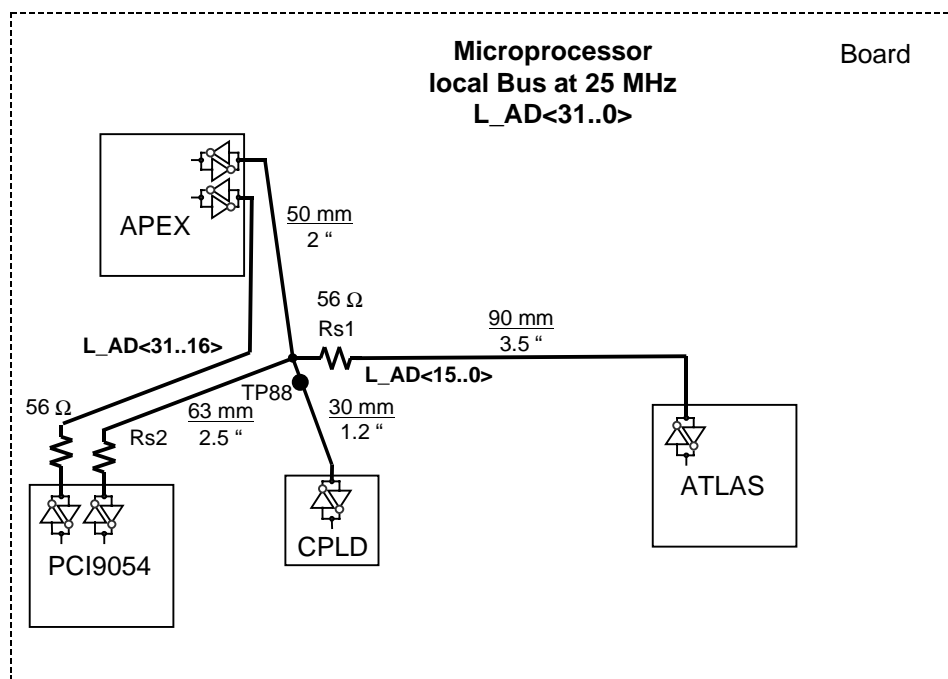 Microprocessor
local Bus at 25 MHz
L_AD<31..0>
Board
APEX
50 mm
2 “
56 Ω
Rs1
90 mm
3.5 “
L_AD<31..16>
L_AD<15..0>
TP88
56 Ω
Rs2
63 mm
2.5 “
30 mm
1.2 “
ATLAS
CPLD
PCI9054